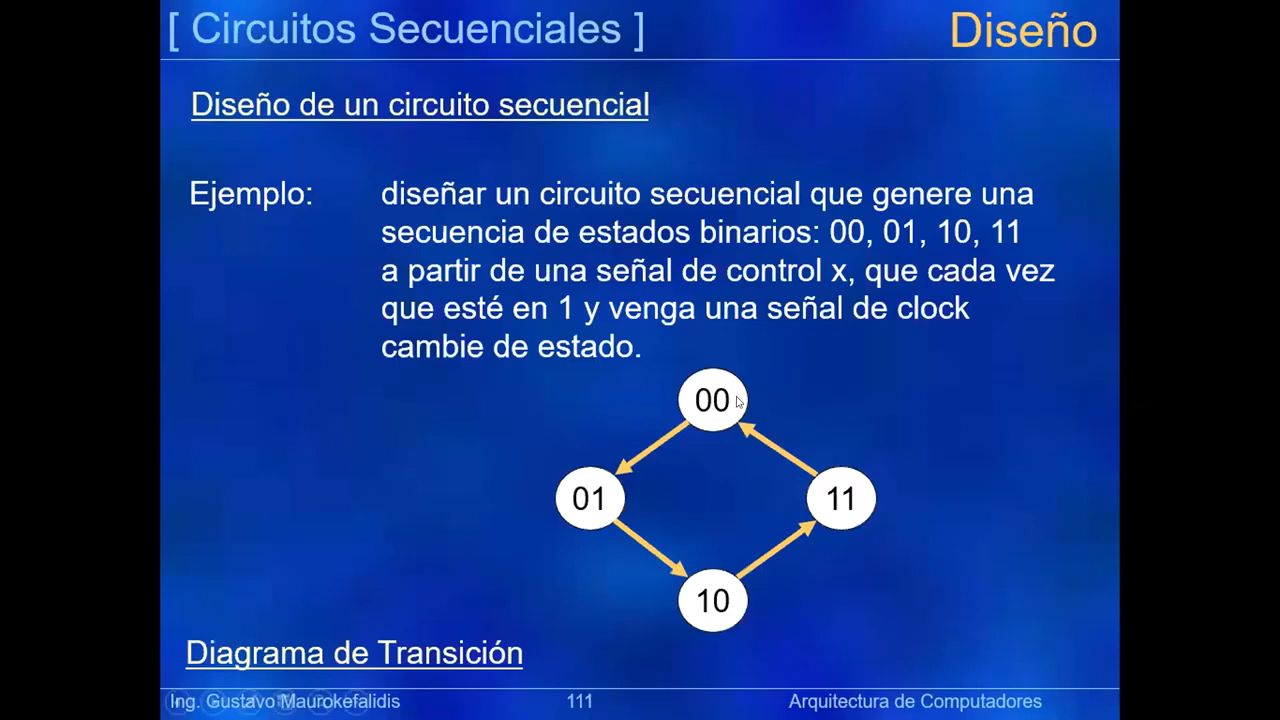 [ Circuitos Secuenciales ]
Diseño
Diseño de un circuito secuencial
Ejemplo: diseñar un circuito secuencial que genere una
secuencia de estados binarios: 00, 01, 10, 11
a partir de una señal de control x, que cada vez
que esté en 1 y venga una señal de clock
cambie de estado.
00
01
11
10
Diagrama de Transición
Ing. Gustavo Maurokefalidis
111
Arquitectura de Computadores